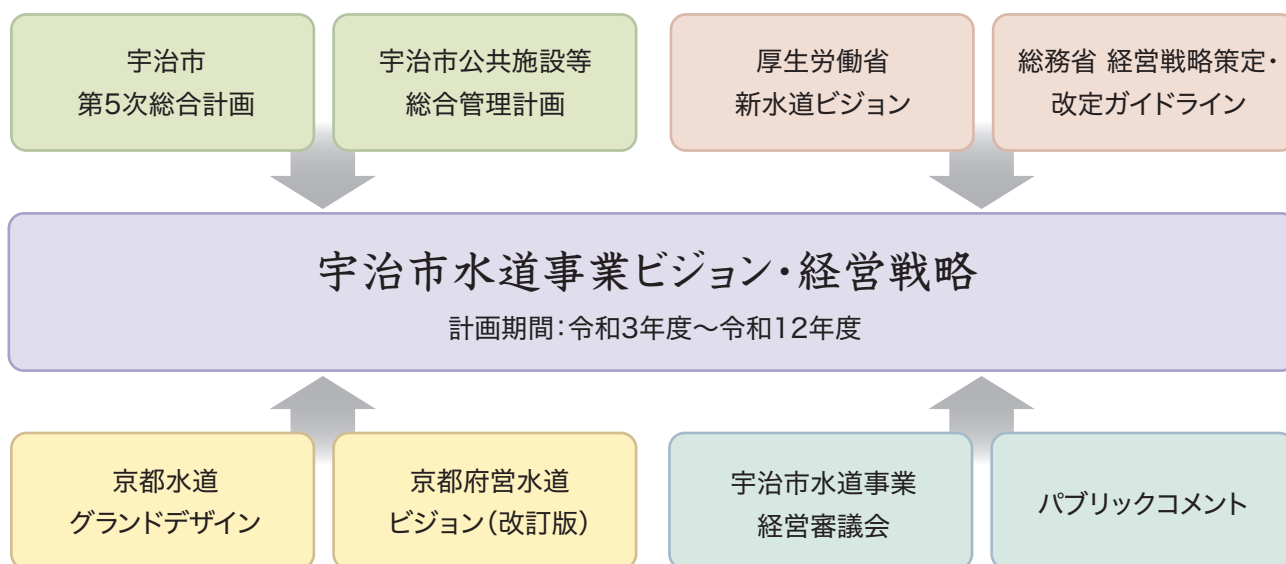 宇治市
第5次総合計画
宇治市公共施設等
総合管理計画
厚生労働省
新水道ビジョン
総務省 経営戦略策定・
改定ガイドライン
宇治市水道事業ビジョン・経営戦略
計画期間：令和3年度～令和12年度
京都水道
グランドデザイン
京都府営水道
ビジョン（改訂版）
宇治市水道事業
経営審議会
パブリックコメント